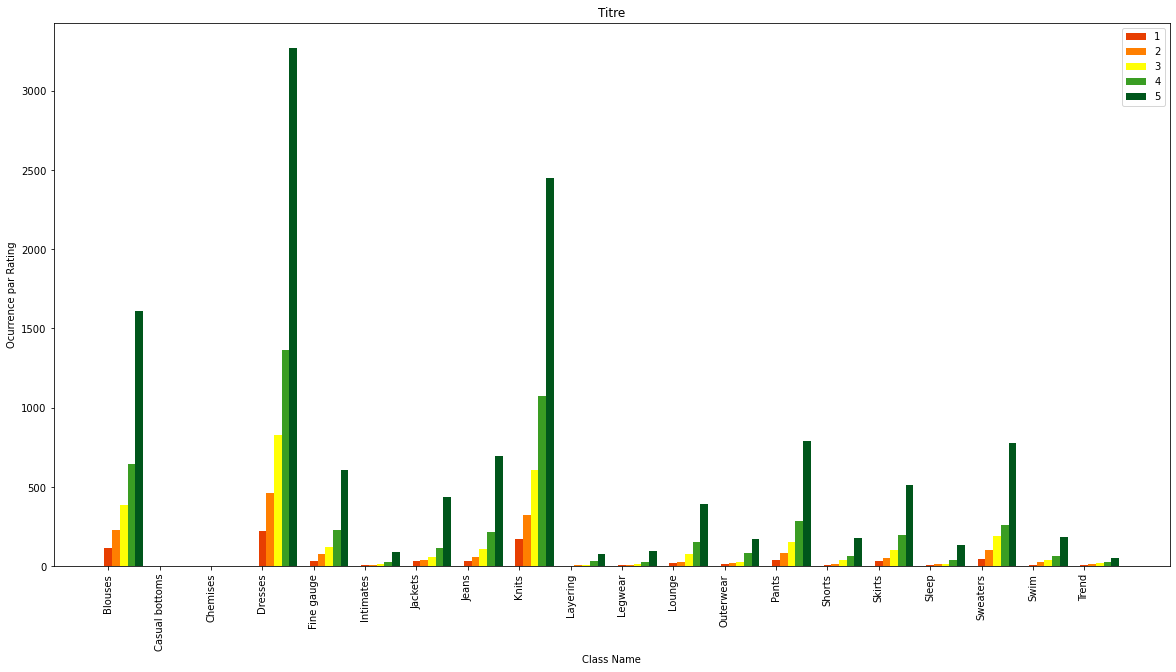 Titre
1
2
3
4
5
3000
2500
2000
1500
1000
500
0
Ocurrence par Rating
Blouses
Casual bottoms
Chemises
Dresses
Fine gauge
Intimates
Jackets
Jeans
Knits
Layering
Legwear
Lounge
Outerwear
Pants
Shorts
Skirts
Sleep
Sweaters
Swim
Trend
Class Name